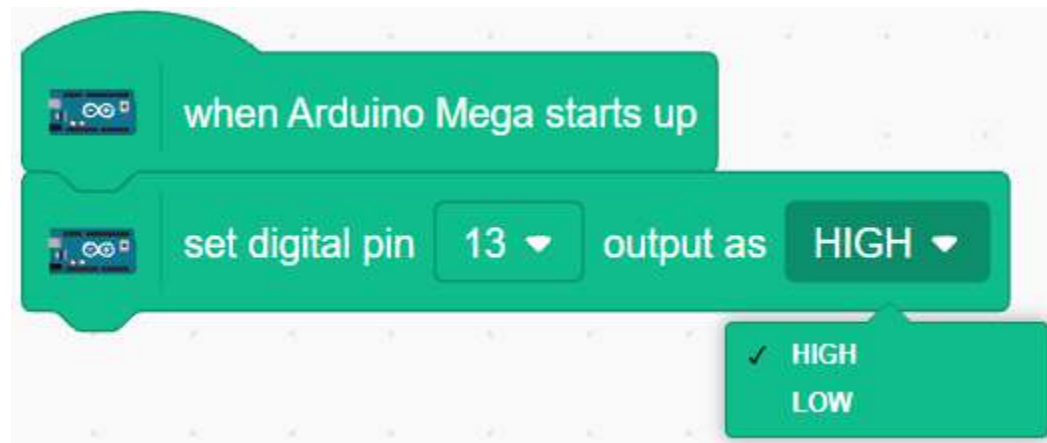 when Arduino Mega starts up
set digital pin 13 output as HIGH
✓ HIGH
LOW